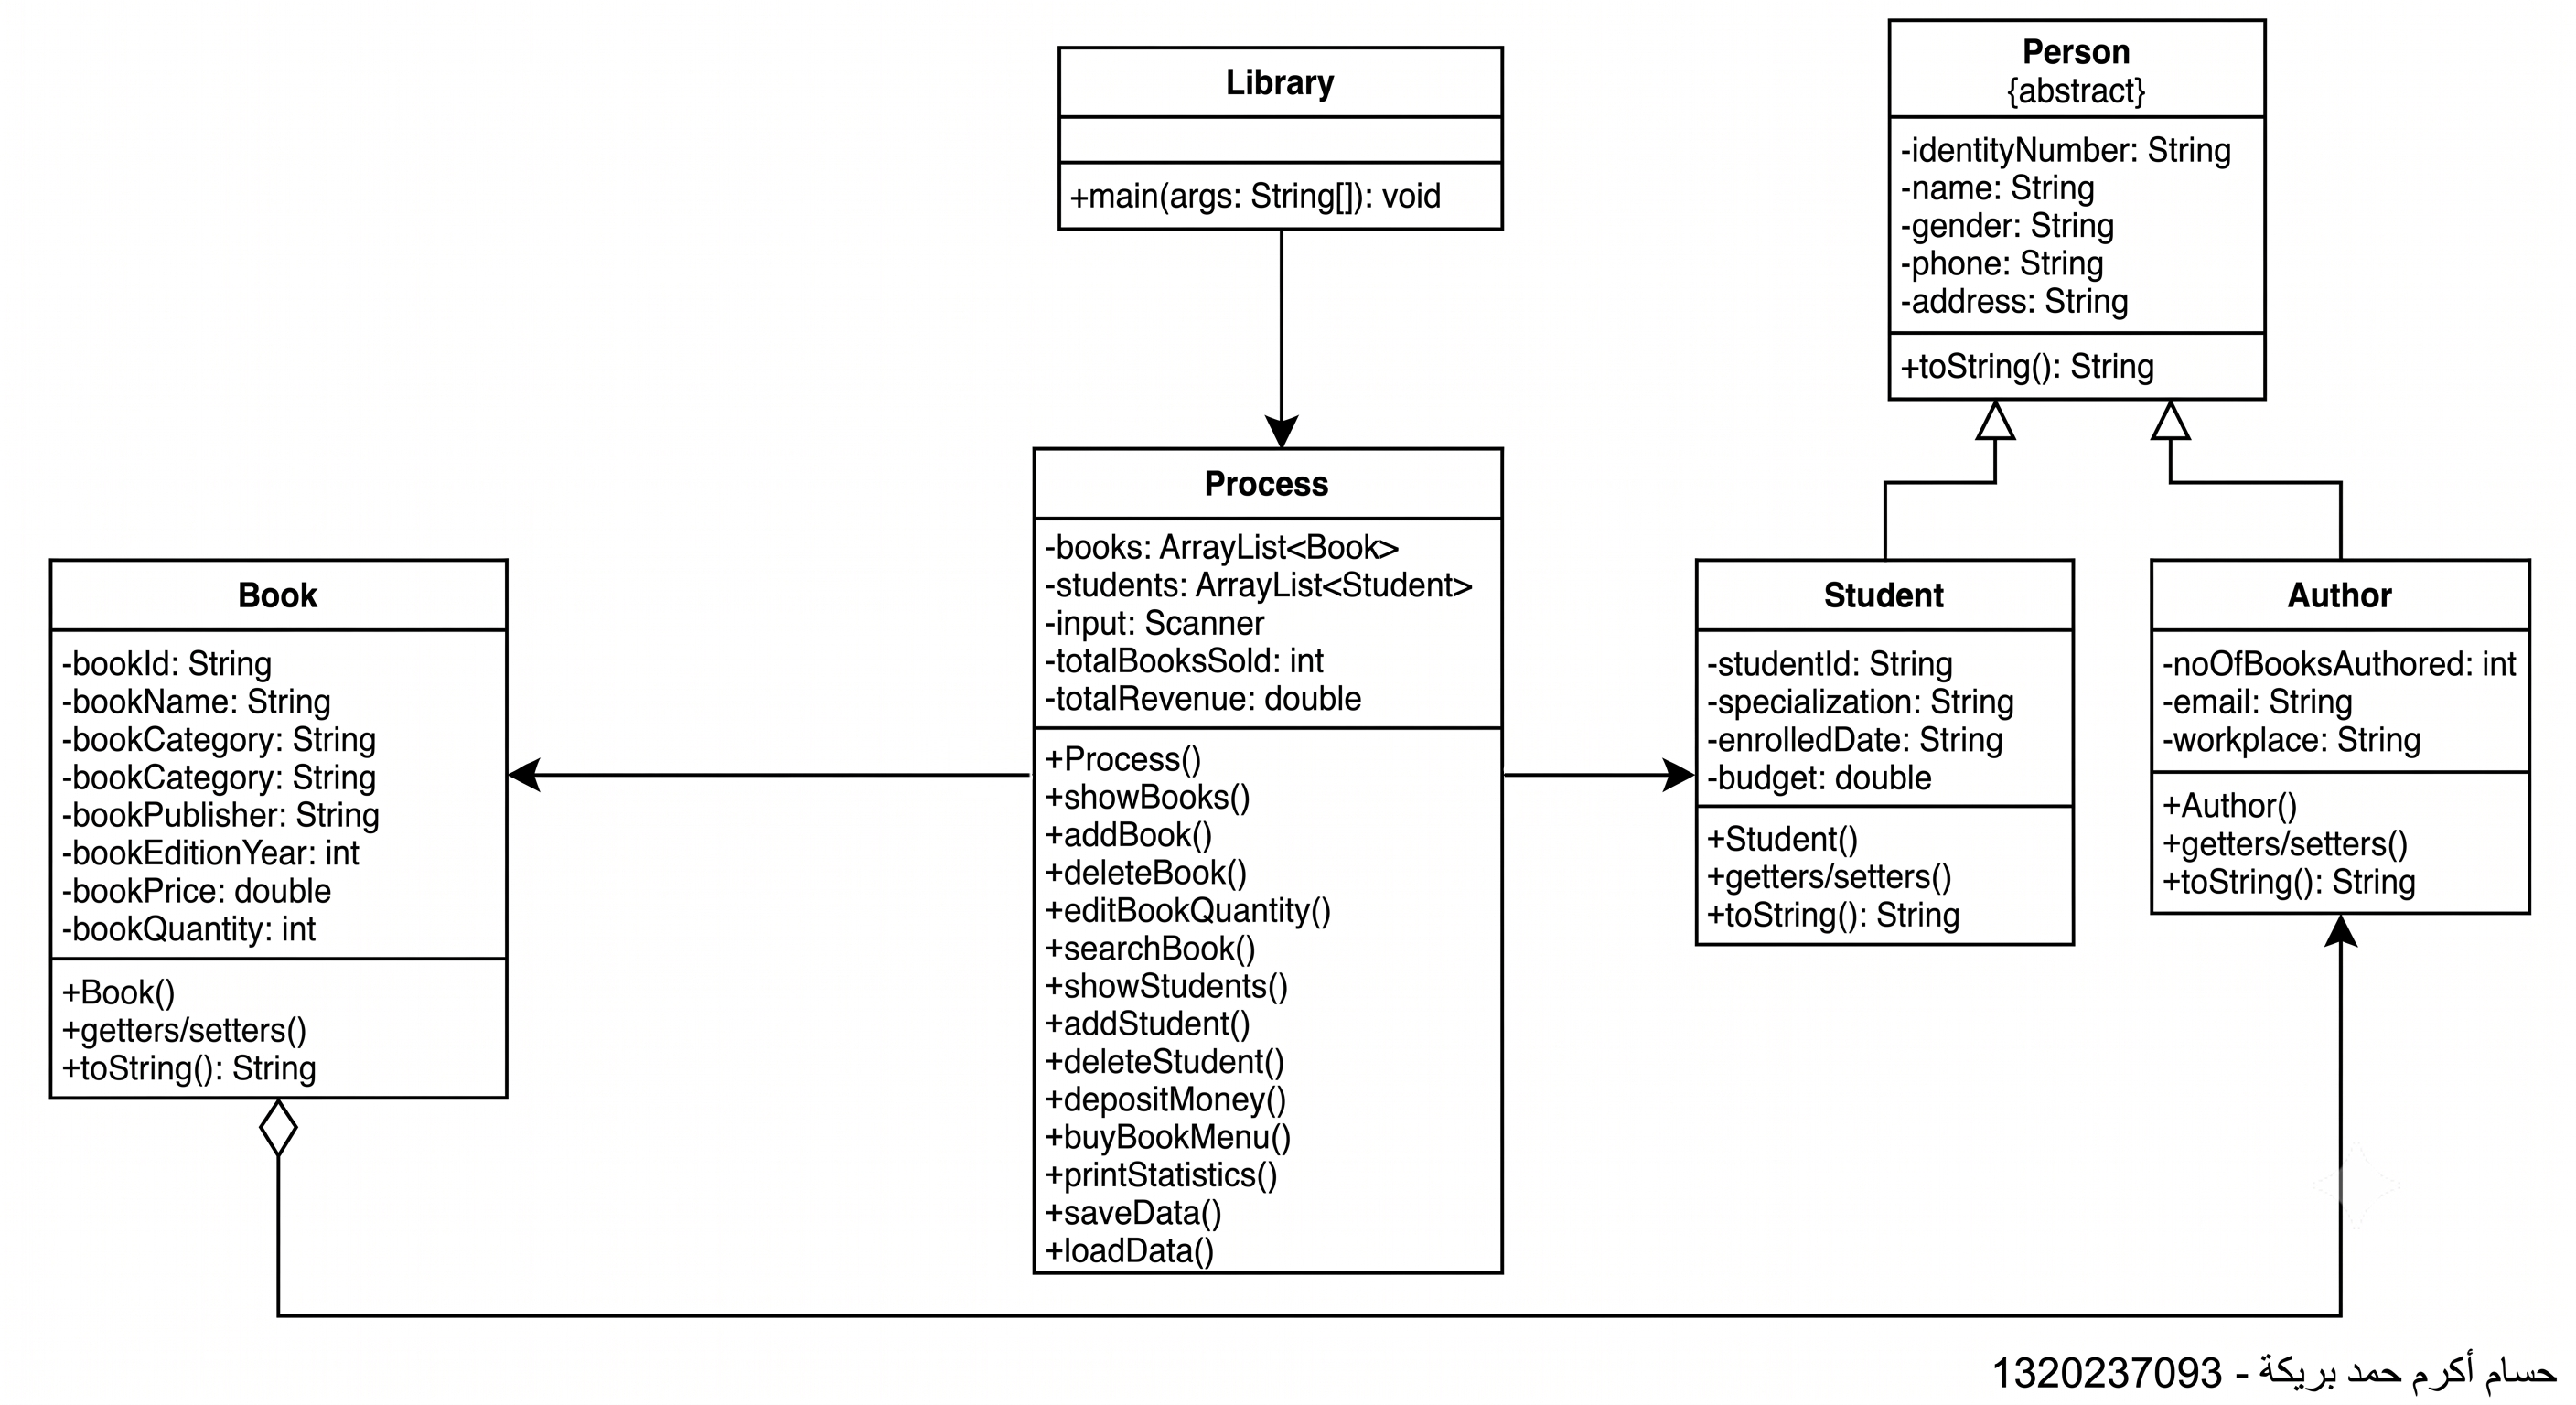 Library
+main(args: String[]): void
Person
{abstract}
-identityNumber: String
-name: String
-gender: String
-phone: String
-address: String
+toString(): String
Process
-books: ArrayList<Book>
-students: ArrayList<Student>
-input: Scanner
-totalBooksSold: int
-totalRevenue: double
+Process()
+showBooks()
+addBook()
+deleteBook()
+editBookQuantity()
+searchBook()
+showStudents()
+addStudent()
+deleteStudent()
+depositMoney()
+buyBookMenu()
+printStatistics()
+saveData()
+loadData()
Book
-bookId: String
-bookName: String
-bookCategory: String
-bookCategory: String
-bookPublisher: String
-bookEditionYear: int
-bookPrice: double
-bookQuantity: int
+Book()
+getters/setters()
+toString(): String
Student
-studentId: String
-specialization: String
-enrolledDate: String
-budget: double
+Student()
+getters/setters()
+toString(): String
Author
-noOfBooksAuthored: int
-email: String
-workplace: String
+Author()
+getters/setters()
+toString(): String
حسام أكرم حمد بريكة - 1320237093